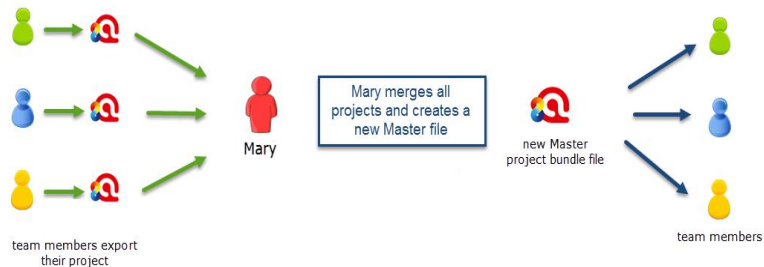 Mary merges all
projects and creates a
new Master file
Mary
new Master
project bundle file
team members export
their project
team members